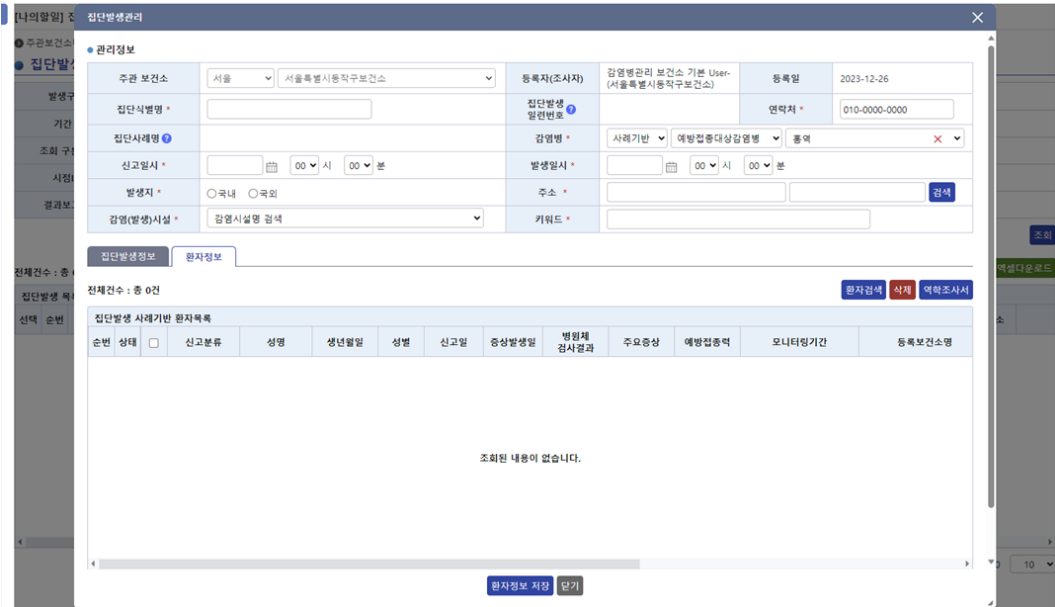 [나의할일] 집
집단발생관리
주관보건소
집단발생
발생구
기간
조회 구분
시점
결과보고
조회
전체건수 : 총
엑셀다운로드
집단발생 목록
선택 순번
소
10
관리정보
주관 보건소 서울 서울특별시동작구보건소 등록자(조사자) 감염병관리 보건소 기본 User-(서울특별시동작구보건소) 등록일 2023-12-26
집단식별명 * 집단발생 일련번호 ? 연락처 * 010-0000-0000
집단사례명 ? 감염병 * 사례기반 예방접종대상감염병 홍역
신고일시 * 00 시 00 분 발생일시 * 00 시 00 분
발생지 * 국내 국외 주소 * 검색
감염(발생)시설 * 감염시설명 검색 키워드 *
집단발생정보 환자정보
전체건수 : 총 0건 환자검색 삭제 역학조사서
집단발생 사례기반 환자목록
순번 상태 신고분류 성명 생년월일 성별 신고일 증상발생일 병원체 검사결과 주요증상 예방접종력 모니터링기간 등록보건소명
조회된 내용이 없습니다.
환자정보 저장 닫기